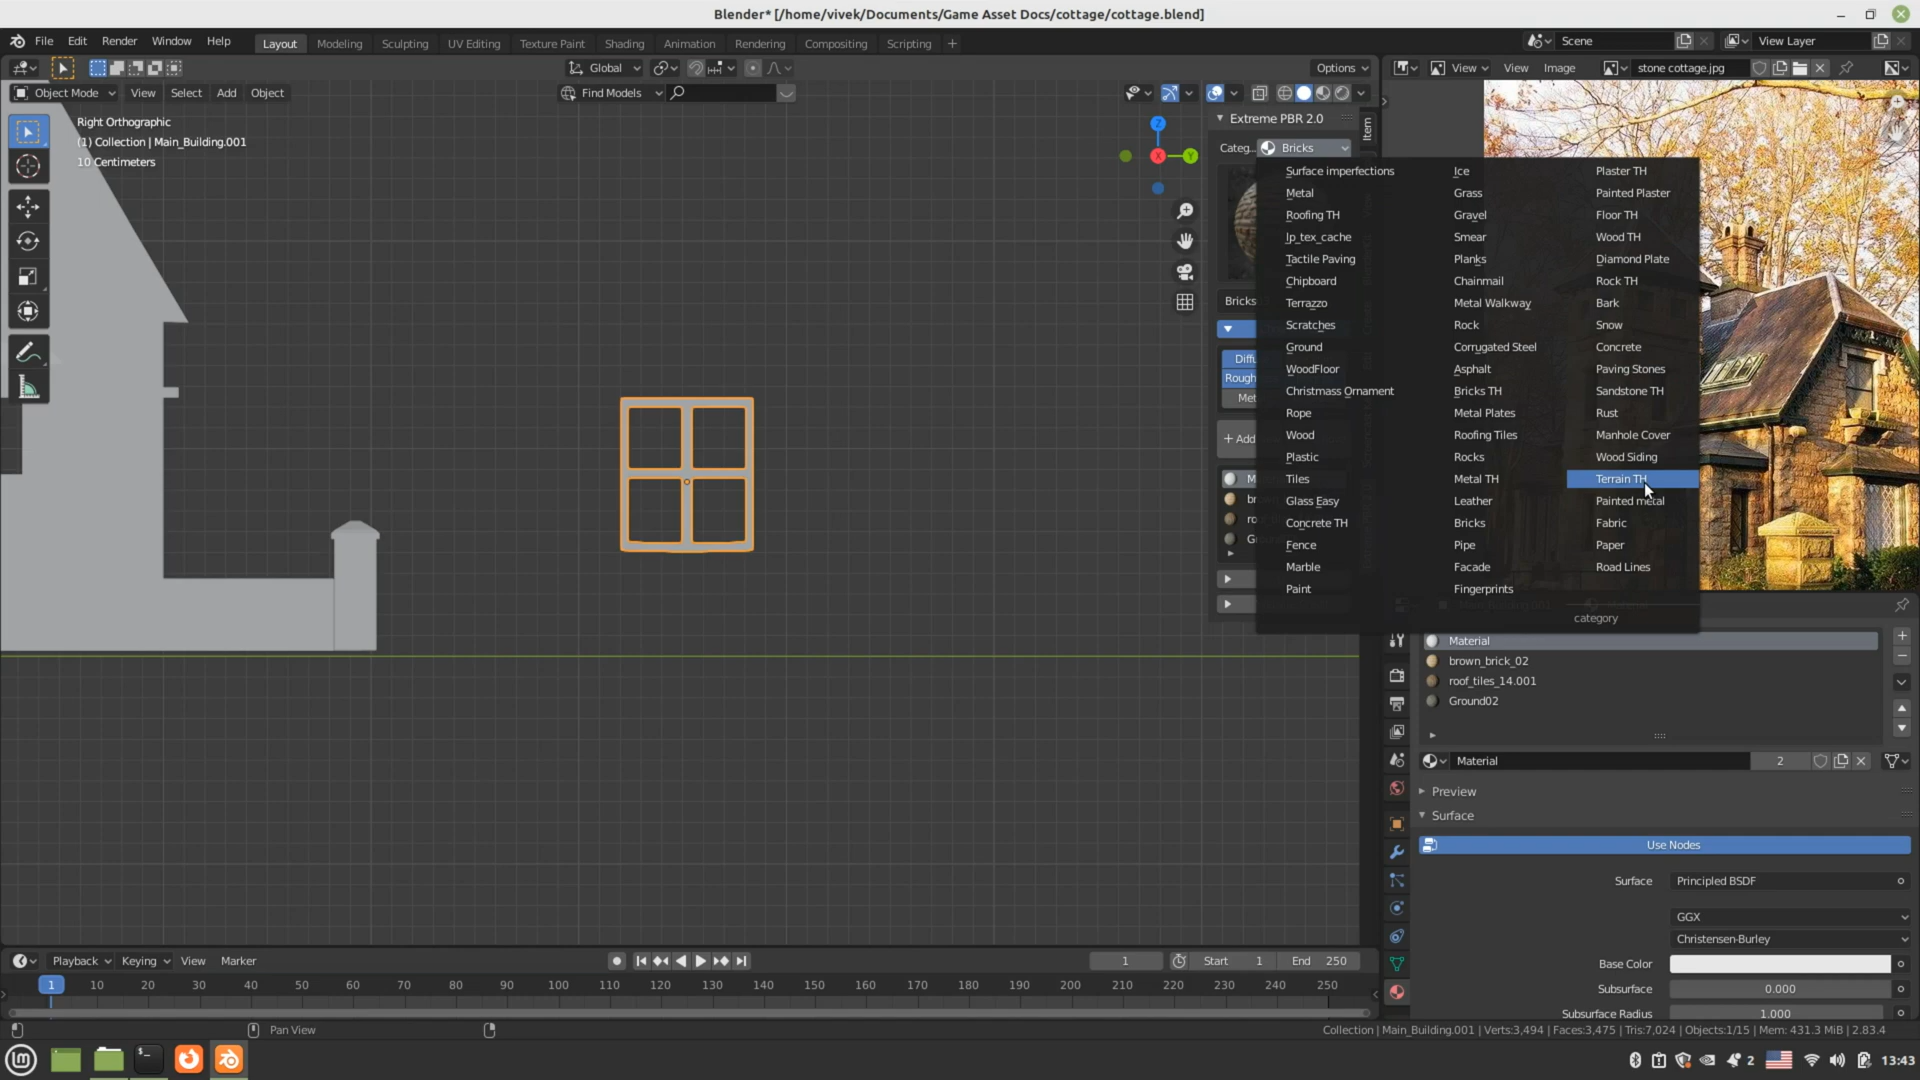 Blender* [/home/vivek/Documents/Game Asset Docs/cottage/cottage.blend]
File Edit Render Window Help Layout Modeling Sculpting UV Editing Texture Paint Shading Animation Rendering Compositing Scripting + Scene View Layer
Global Options View View Image stone cottage.jpg
Object Mode View Select Add Object Find Models
Right Orthographic
(1) Collection | Main_Building.001
10 Centimeters
Z
X
Y
Extreme PBR 2.0
Item
Categ... Bricks
Surface imperfections Ice Plaster TH
Metal Grass Painted Plaster
Roofing TH Gravel Floor TH
lp_tex_cache Smear Wood TH
Tactile Paving Planks Diamond Plate
Chipboard Chainmail Rock TH
Terrazzo Metal Walkway Bark
Scratches Rock Snow
Ground Corrugated Steel Concrete
WoodFloor Asphalt Paving Stones
Christmass Ornament Bricks TH Sandstone TH
Rope Metal Plates Rust
Wood Roofing Tiles Manhole Cover
Plastic Rocks Wood Siding
Tiles Metal TH Terrain TH
Glass Easy Leather Painted metal
Concrete TH Bricks Fabric
Fence Pipe Paper
Marble Facade Road Lines
Paint Fingerprints
category
Bricks
Diffu
Rough
Met
+ Add
M
br
ro
G
Material
brown_brick_02
roof_tiles_14.001
Ground02
Material 2
Preview
Surface
Use Nodes
Surface Principled BSDF
GGX
Christensen-Burley
Base Color
Subsurface 0.000
Subsurface Radius 1.000
Playback Keying View Marker 1 Start 1 End 250
1 10 20 30 40 50 60 70 80 90 100 110 120 130 140 150 160 170 180 190 200 210 220 230 240 250
Pan View
Collection | Main_Building.001 | Verts:3,494 | Faces:3,475 | Tris:7,024 | Objects:1/15 | Mem: 431.3 MiB | 2.83.4
2 13:43